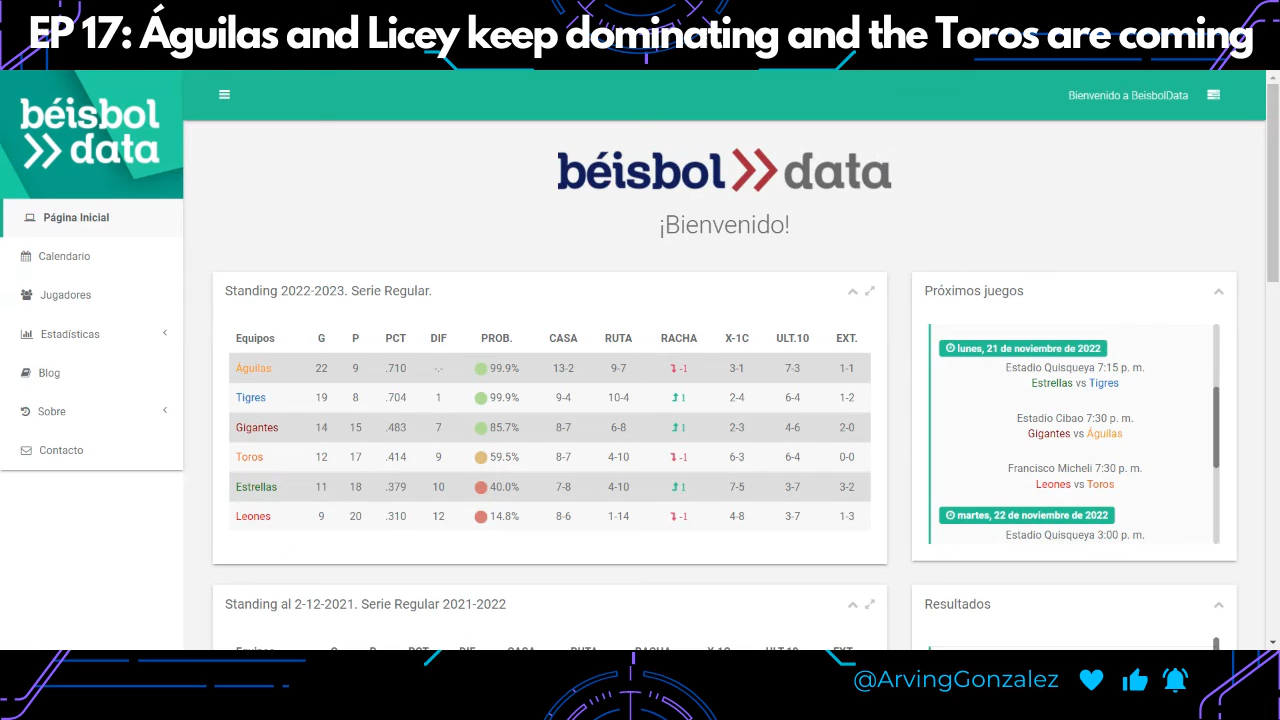 EP 17: Águilas and Licey keep dominating and the Toros are coming
béisbol
data
Bienvenido a BeisbolData
Página Inicial
Calendario
Jugadores
Estadísticas
Blog
Sobre
Contacto
béisbol data
¡Bienvenido!
Standing 2022-2023. Serie Regular.
Equipos G P PCT DIF PROB. CASA RUTA RACHA X-1C ULT.10 EXT.
Águilas 22 9 .710 -.- 99.9% 13-2 9-7 -1 3-1 7-3 1-1
Tigres 19 8 .704 1 99.9% 9-4 10-4 1 2-4 6-4 1-2
Gigantes 14 15 .483 7 85.7% 8-7 6-8 1 2-3 4-6 2-0
Toros 12 17 .414 9 59.5% 8-7 4-10 -1 6-3 6-4 0-0
Estrellas 11 18 .379 10 40.0% 7-8 4-10 1 7-5 3-7 3-2
Leones 9 20 .310 12 14.8% 8-6 1-14 -1 4-8 3-7 1-3
Próximos juegos
lunes, 21 de noviembre de 2022
Estadio Quisqueya 7:15 p. m.
Estrellas vs Tigres
Estadio Cibao 7:30 p. m.
Gigantes vs Águilas
Francisco Micheli 7:30 p. m.
Leones vs Toros
martes, 22 de noviembre de 2022
Estadio Quisqueya 3:00 p. m.
Standing al 2-12-2021. Serie Regular 2021-2022
Resultados
@ArvingGonzalez